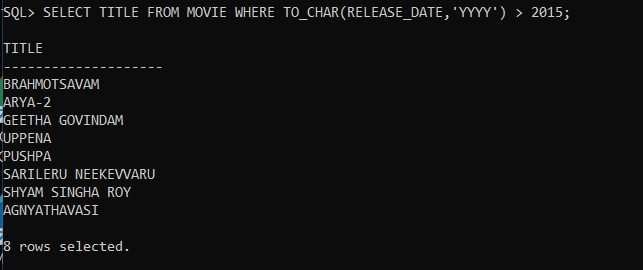 SQL> SELECT TITLE FROM MOVIE WHERE TO_CHAR(RELEASE_DATE,'YYYY') > 2015;
TITLE
--------------------
BRAHMOTSAVAM
ARYA-2
GEETHA GOVINDAM
UPPENA
PUSHPA
SARILERU NEEKEVVARU
SHYAM SINGHA ROY
AGNYATHAVASI
8 rows selected.